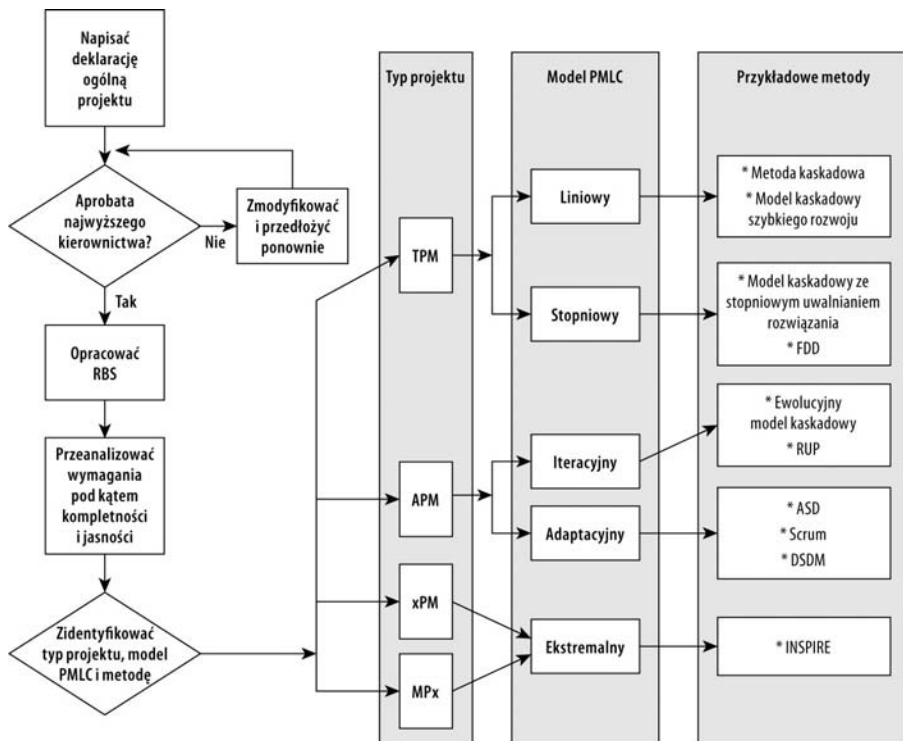 Napisać
deklarację
ogólną
projektu
Aprobata
najwyższego
kierownictwa?
Nie
Zmodyfikować
i przedłożyć
ponownie
Tak
Opracować
RBS
Przeanalizować
wymagania
pod kątem
kompletności
i jasności
Zidentyfikować
typ projektu, model
PMLC i metodę
Typ projektu
TPM
APM
xPM
MPx
Model PMLC
Liniowy
Stopniowy
Iteracyjny
Adaptacyjny
Ekstremalny
Przykładowe metody
* Metoda kaskadowa
* Model kaskadowy
szybkiego rozwoju
* Model kaskadowy ze
stopniowym uwalnianiem
rozwiązania
* FDD
* Ewolucyjny
model kaskadowy
* RUP
* ASD
* Scrum
* DSDM
* INSPIRE